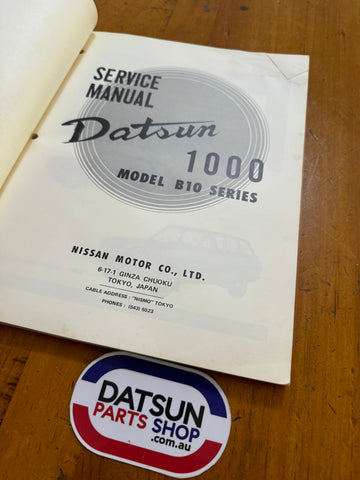 SERVICE
MANUAL
Datsun
1000
MODEL B10 SERIES
NISSAN MOTOR CO., LTD.
6-17-1 GINZA CHUOKU
TOKYO, JAPAN
CABLE ADDRESS : "NISMO" TOKYO
PHONES : (543) 5523
DATSUN
PARTS
SHOP
.com.au